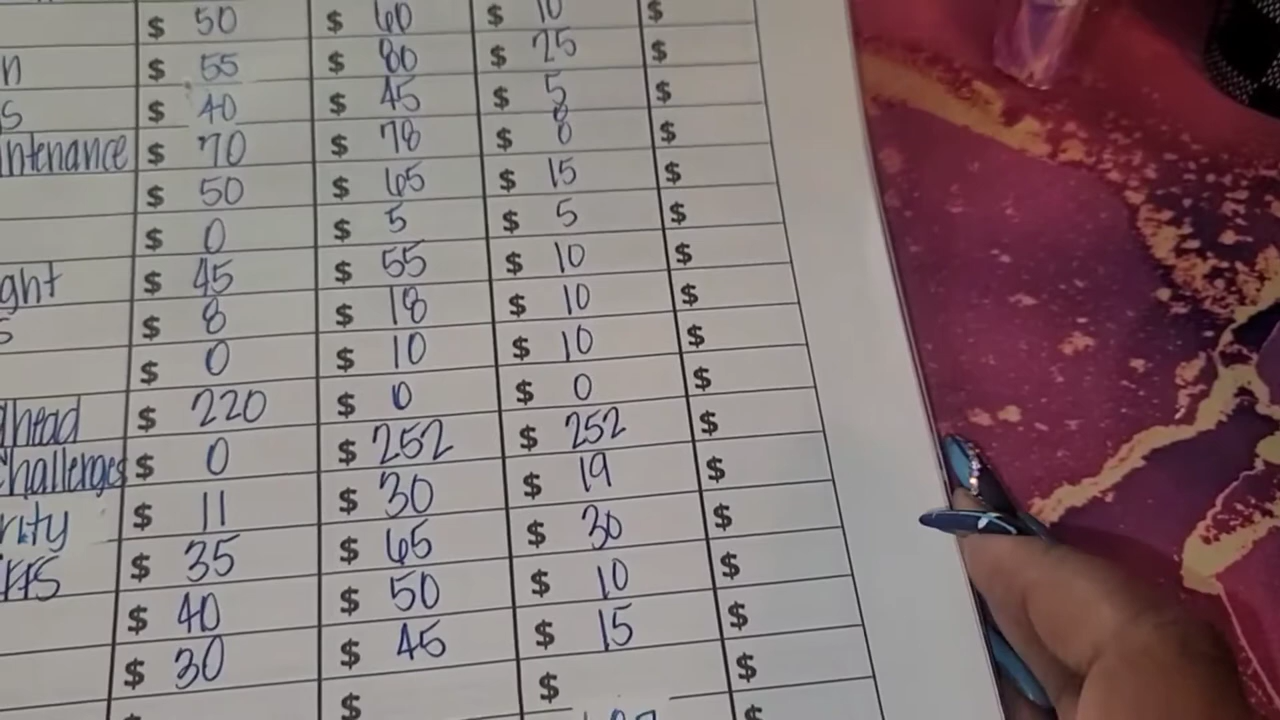 $ 50 $ 60 $ 10 $
n $ 55 $ 80 $ 25 $
s $ 40 $ 45 $ 5 $
ntenance $ 70 $ 78 $ 8 $
$ 50 $ 65 $ 15 $
$ 0 $ 5 $ 5 $
ght $ 45 $ 55 $ 10 $
s $ 8 $ 18 $ 10 $
$ 0 $ 10 $ 10 $
ghead $ 220 $ 0 $ 0 $
challenges $ 0 $ 252 $ 252 $
rity $ 11 $ 30 $ 19 $
$ 35 $ 65 $ 30 $
$ 40 $ 50 $ 10 $
$ 30 $ 45 $ 15 $
$ $ $